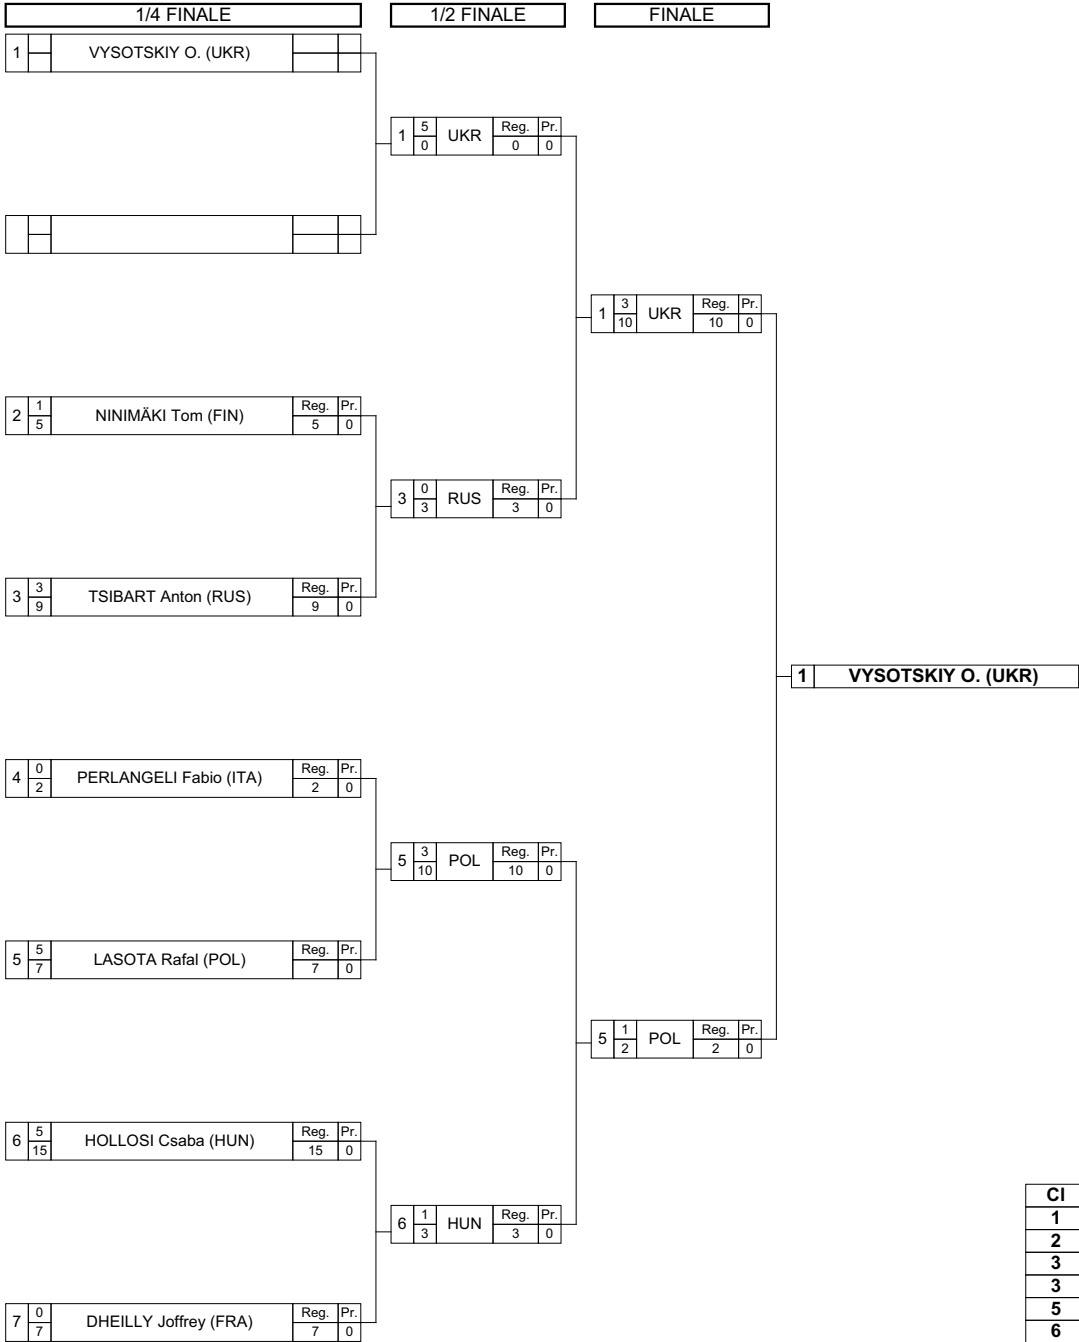 1/4 FINALE 1/2 FINALE FINALE
1 VYSOTSKIY O. (UKR)
1 5 0 UKR Reg. 0 Pr. 0
1 3 10 UKR Reg. 10 Pr. 0
2 1 5 NINIMÄKI Tom (FIN) Reg. 5 Pr. 0
3 0 3 RUS Reg. 3 Pr. 0
3 3 9 TSIBART Anton (RUS) Reg. 9 Pr. 0
1 VYSOTSKIY O. (UKR)
4 0 2 PERLANGELI Fabio (ITA) Reg. 2 Pr. 0
5 3 10 POL Reg. 10 Pr. 0
5 5 7 LASOTA Rafal (POL) Reg. 7 Pr. 0
5 1 2 POL Reg. 2 Pr. 0
6 5 15 HOLLOSI Csaba (HUN) Reg. 15 Pr. 0
6 1 3 HUN Reg. 3 Pr. 0
7 0 7 DHEILLY Joffrey (FRA) Reg. 7 Pr. 0
Cl
1
2
3
3
5
6